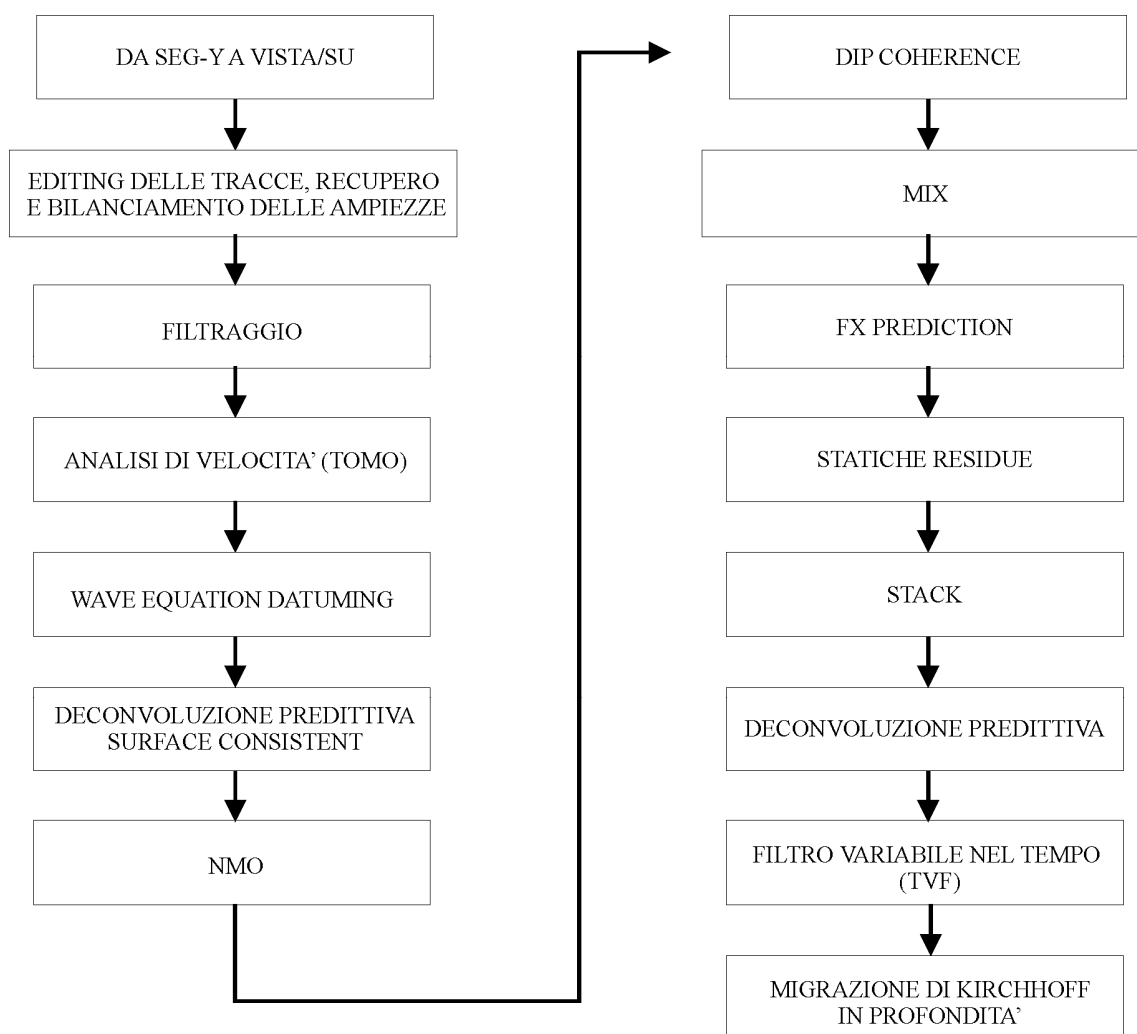 DA SEG-Y A VISTA/SU
EDITING DELLE TRACCE, RECUPERO
E BILANCIAMENTO DELLE AMPIEZZE
FILTRAGGIO
ANALISI DI VELOCITA’ (TOMO)
WAVE EQUATION DATUMING
DECONVOLUZIONE PREDITTIVA
SURFACE CONSISTENT
NMO
DIP COHERENCE
MIX
FX PREDICTION
STATICHE RESIDUE
STACK
DECONVOLUZIONE PREDITTIVA
FILTRO VARIABILE NEL TEMPO
(TVF)
MIGRAZIONE DI KIRCHHOFF
IN PROFONDITA’